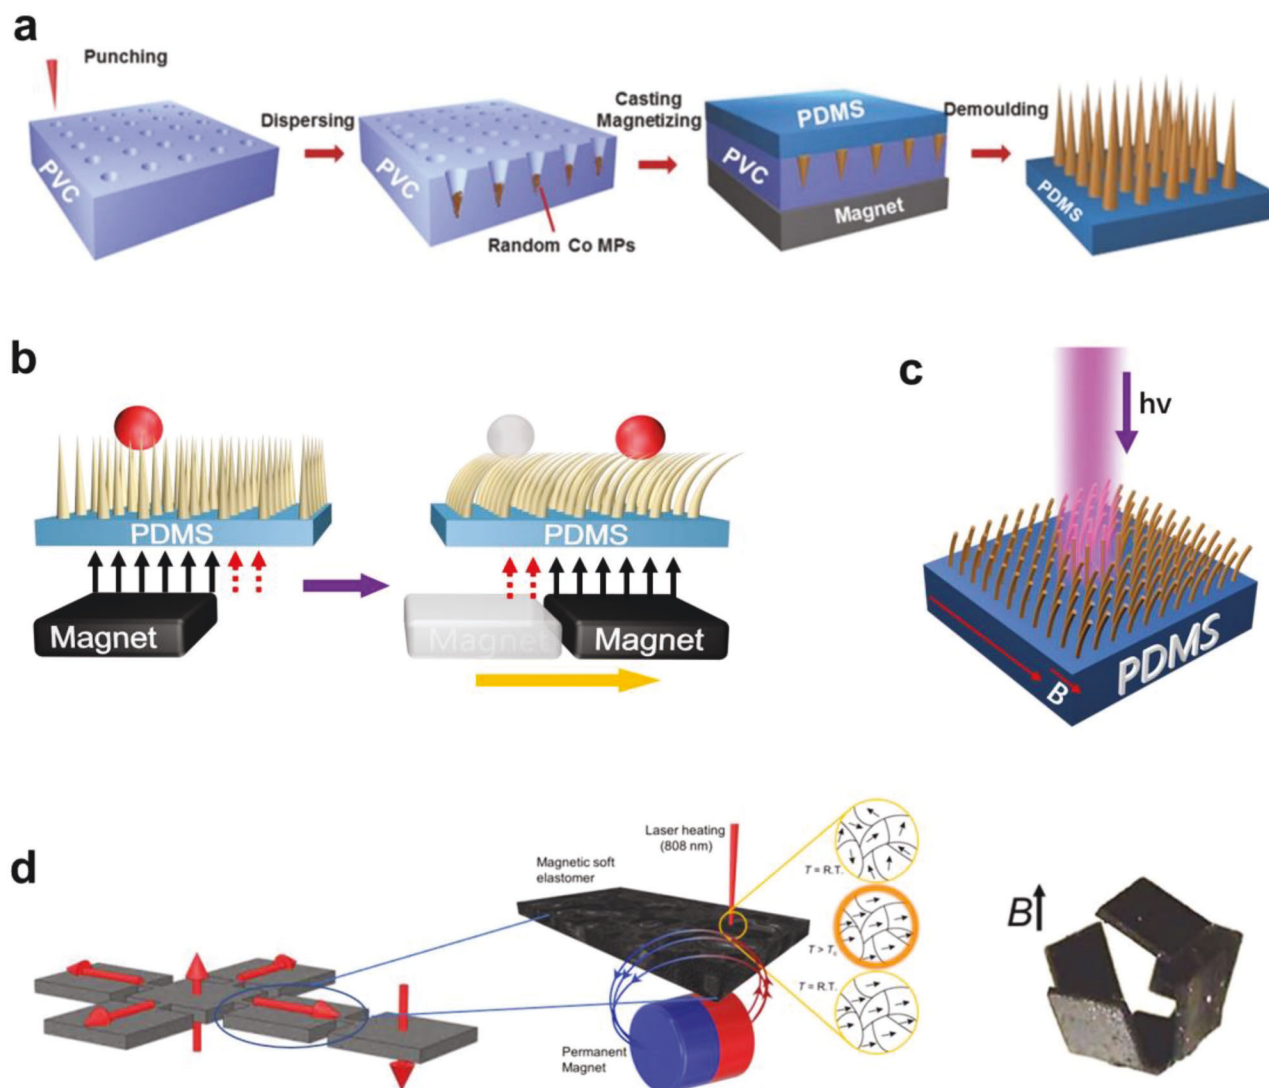 a
Punching
Dispersing
Casting
Magnetizing
Demoulding
PVC
PVC
PDMS
PVC
Magnet
PDMS
Random Co MPs
b
PDMS
Magnet
PDMS
Magnet
Magnet
c
hv
B
PDMS
d
Magnetic soft
elastomer
Laser heating
(808 nm)
T = R.T.
T > Tc
T = R.T.
Permanent
Magnet
B